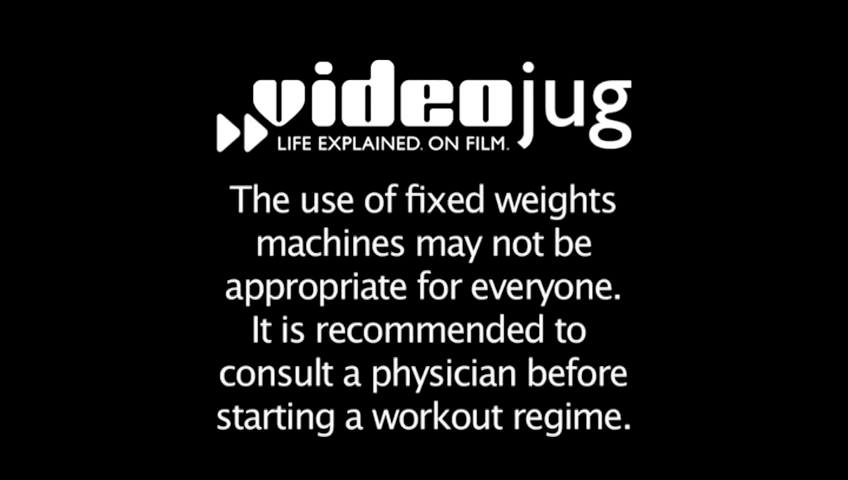 videojug
LIFE EXPLAINED. ON FILM.
The use of fixed weights
machines may not be
appropriate for everyone.
It is recommended to
consult a physician before
starting a workout regime.